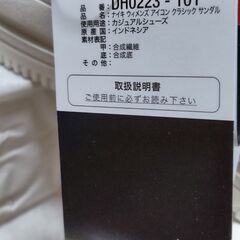 品番: DH0223 - 101
品名: ナイキ ウィメンズ アイコン クラシック サンダル
使用用途: カジュアルシューズ
原産国: インドネシア
素材表記:
甲: 合成繊維
底: 合成底
その他:
取扱説明書
ご使用前に必ずお読み下さい